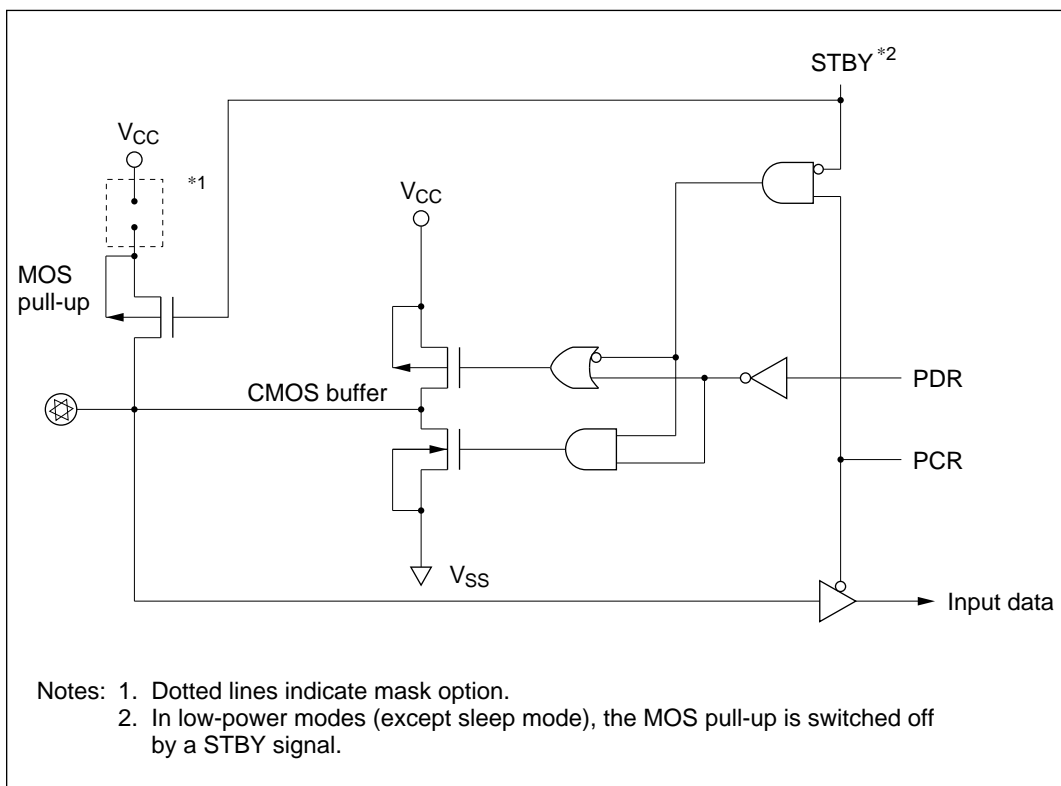 STBY *2
VCC
*1
VCC
MOS
pull-up
CMOS buffer
PDR
PCR
VSS
Input data
Notes: 1. Dotted lines indicate mask option.
2. In low-power modes (except sleep mode), the MOS pull-up is switched off
by a STBY signal.